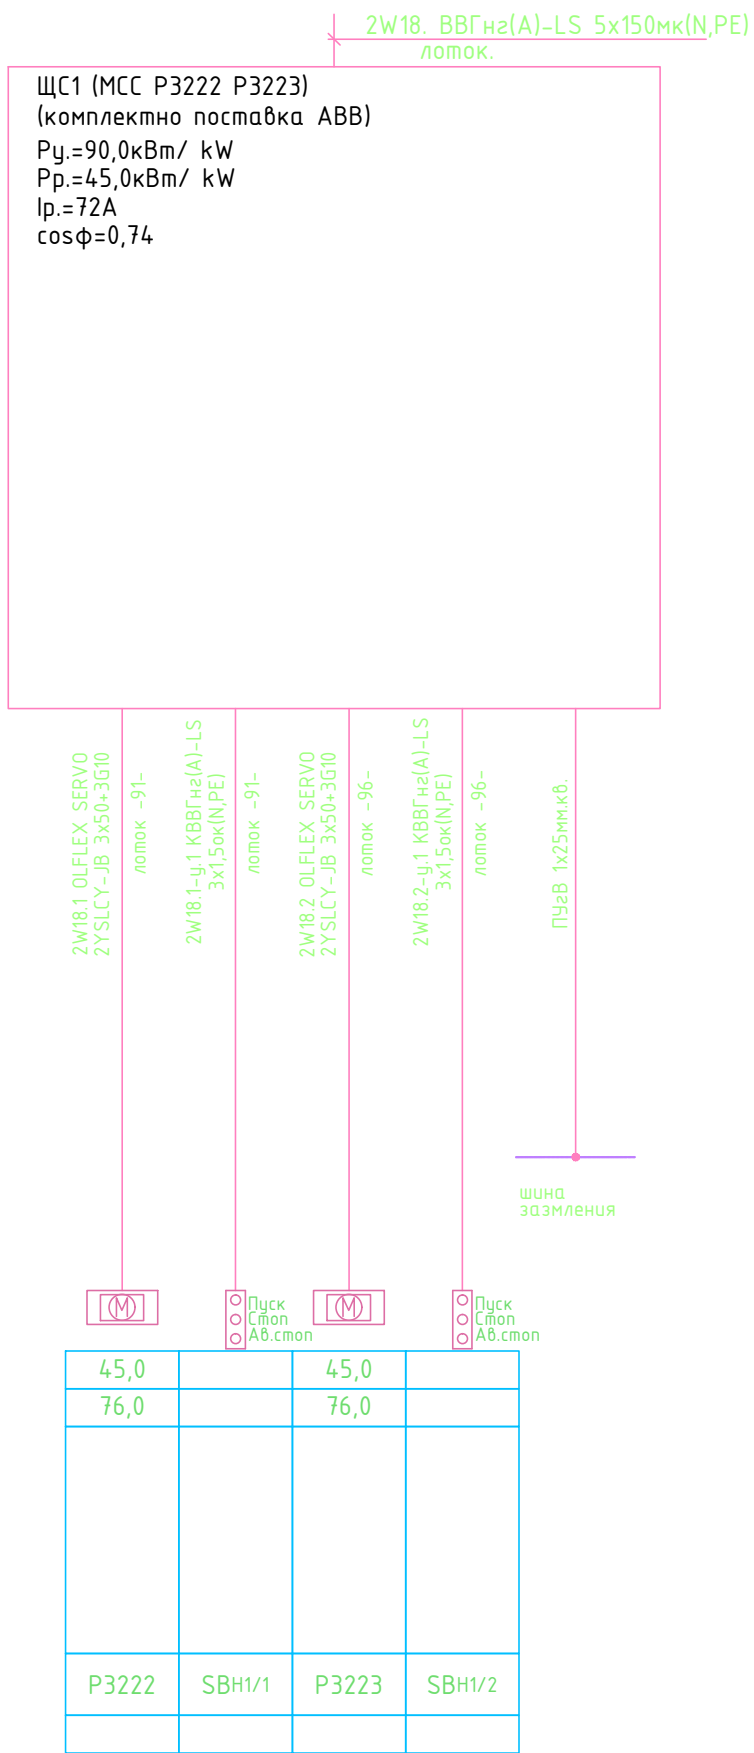 2W18. ВВГнг(А)-LS 5х150мк(N,PE)
лоток.
ЩС1 (МСС Р3222 Р3223)
(комплектно поставка АВВ)
Ру.=90,0кВт/ kW
Рр.=45,0кВт/ kW
Iр.=72А
cosφ=0,74
2W18.1 OLFLEX SERVO
2YSLCY-JB 3x50+3G10
лоток -91-
2W18.1-у.1 КВВГнг(А)-LS
3х1,5ок(N,PE)
лоток -91-
2W18.2 OLFLEX SERVO
2YSLCY-JB 3x50+3G10
лоток -96-
2W18.2-у.1 КВВГнг(А)-LS
3х1,5ок(N,PE)
лоток -96-
ПУгВ 1х25мм.кв.
шина
зазмления
М
Пуск
Стоп
Ав.стоп
М
Пуск
Стоп
Ав.стоп
45,0
45,0
76,0
76,0
Р3222
SBН1/1
Р3223
SBН1/2